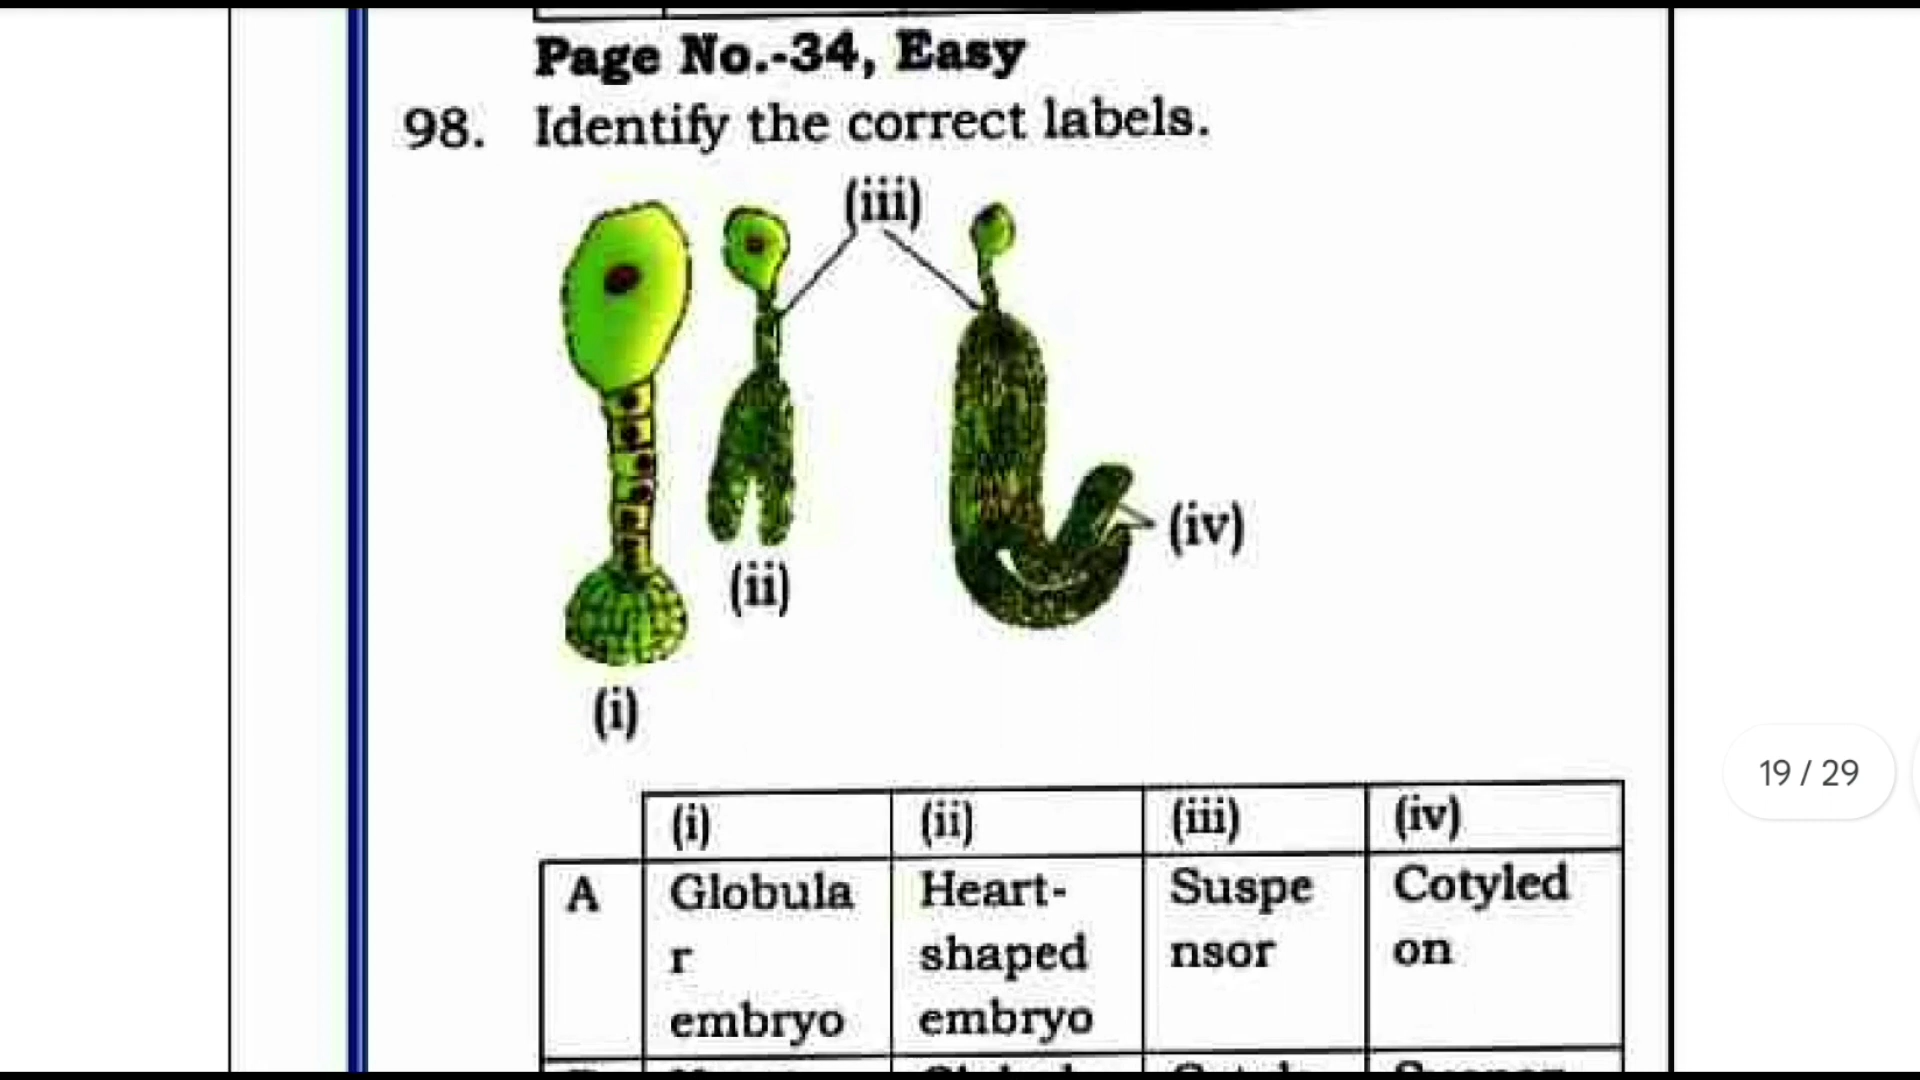 Page No.-34, Easy
98. Identify the correct labels.
(iii)
(iv)
(ii)
(i)
(i) (ii) (iii) (iv)
A Globula Heart- Suspe Cotyled
r shaped nsor on
embryo embryo
19 / 29